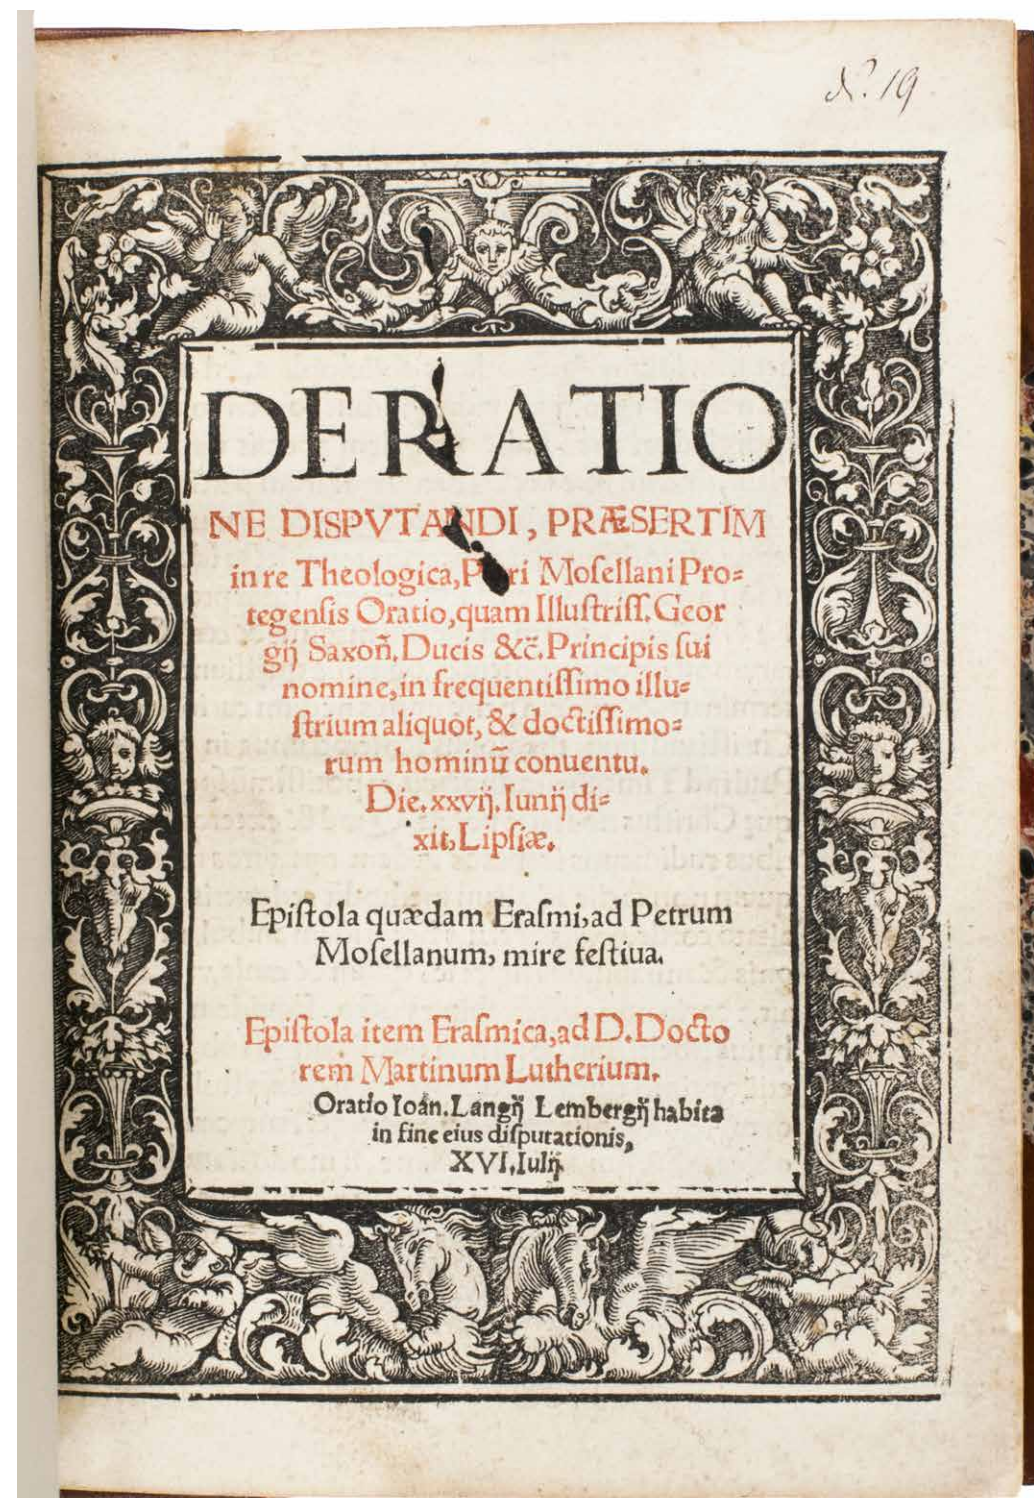 N. 19
DE RATIO
NE DISPVTANDI, PRÆSERTIM
in re Theologica, Petri Moſellani Pro⸗
tegenſis Oratio, quam Illuſtriſſ. Geor
gij Saxon̄. Ducis &c̄. Principis ſui
nomine, in frequentiſſimo illu⸗
ſtrium aliquot, & doctiſſimo⸗
rum hominū conuentu.
Die. xxvij. Iunij di⸗
xit, Lipſiæ.
Epiſtola quædam Eraſmi, ad Petrum
Moſellanum, mire feſtiua.
Epiſtola item Eraſmica, ad D. Docto
rem Martinum Lutherium.
Oratio Ioan. Langij Lembergij habita
in fine eius diſputationis,
XVI. Iulij.